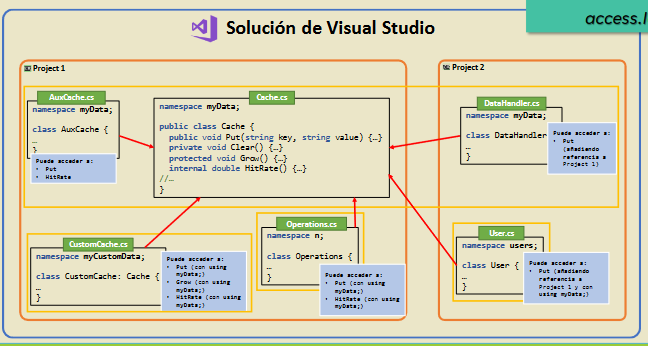 access.
Solución de Visual Studio
Project 1
Project 2
AuxCache.cs
namespace myData;
class AuxCache {
…
}
Puede acceder a:
• Put
• HitRate
Cache.cs
namespace myData;
public class Cache {
public void Put(string key, string value) {…}
private void Clear() {…}
protected void Grow() {…}
internal double HitRate() {…}
//…
}
DataHandler.cs
namespace myData;
class DataHandler
…
}
Puede acceder a:
• Put
(añadiendo
referencia a
Project 1)
CustomCache.cs
namespace myCustomData;
class CustomCache: Cache {
…
}
Puede acceder a:
• Put (con using
myData;)
• Grow (con using
myData;)
• HitRate (con using
myData;)
Operations.cs
namespace n;
class Operations {
…
}
Puede acceder a:
• Put (con using
myData;)
• HitRate (con using
myData;)
User.cs
namespace users;
class User {
…
}
Puede acceder a:
• Put (añadiendo
referencia a
Project 1 y con
using myData;)